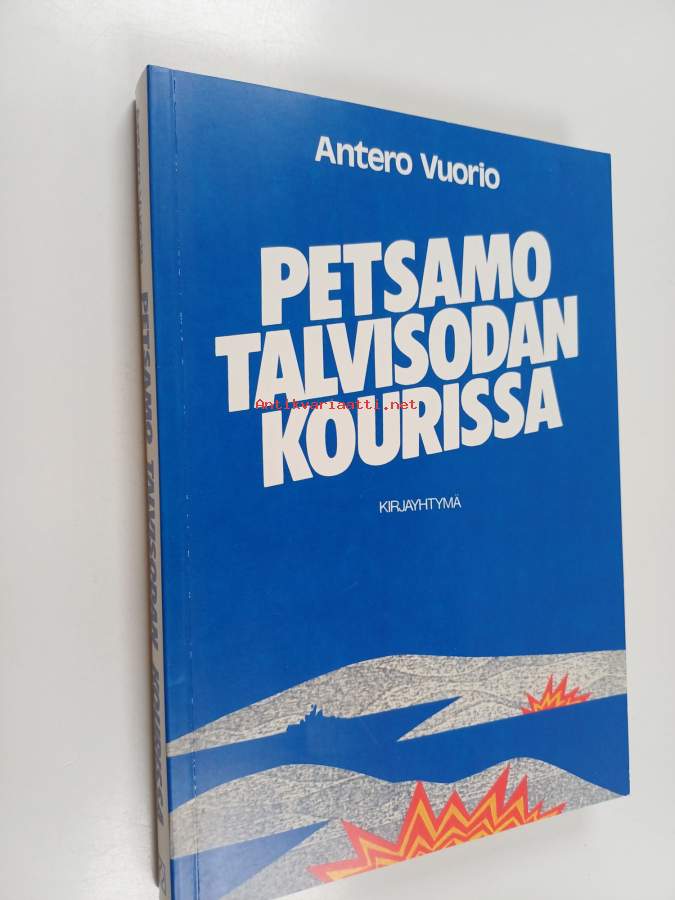 Antero Vuorio
PETSAMO
TALVISODAN
KOURISSA
Antikvariaatti.net
KIRJAYHTYMÄ
PETSAMO TALVISODAN KOURISSA